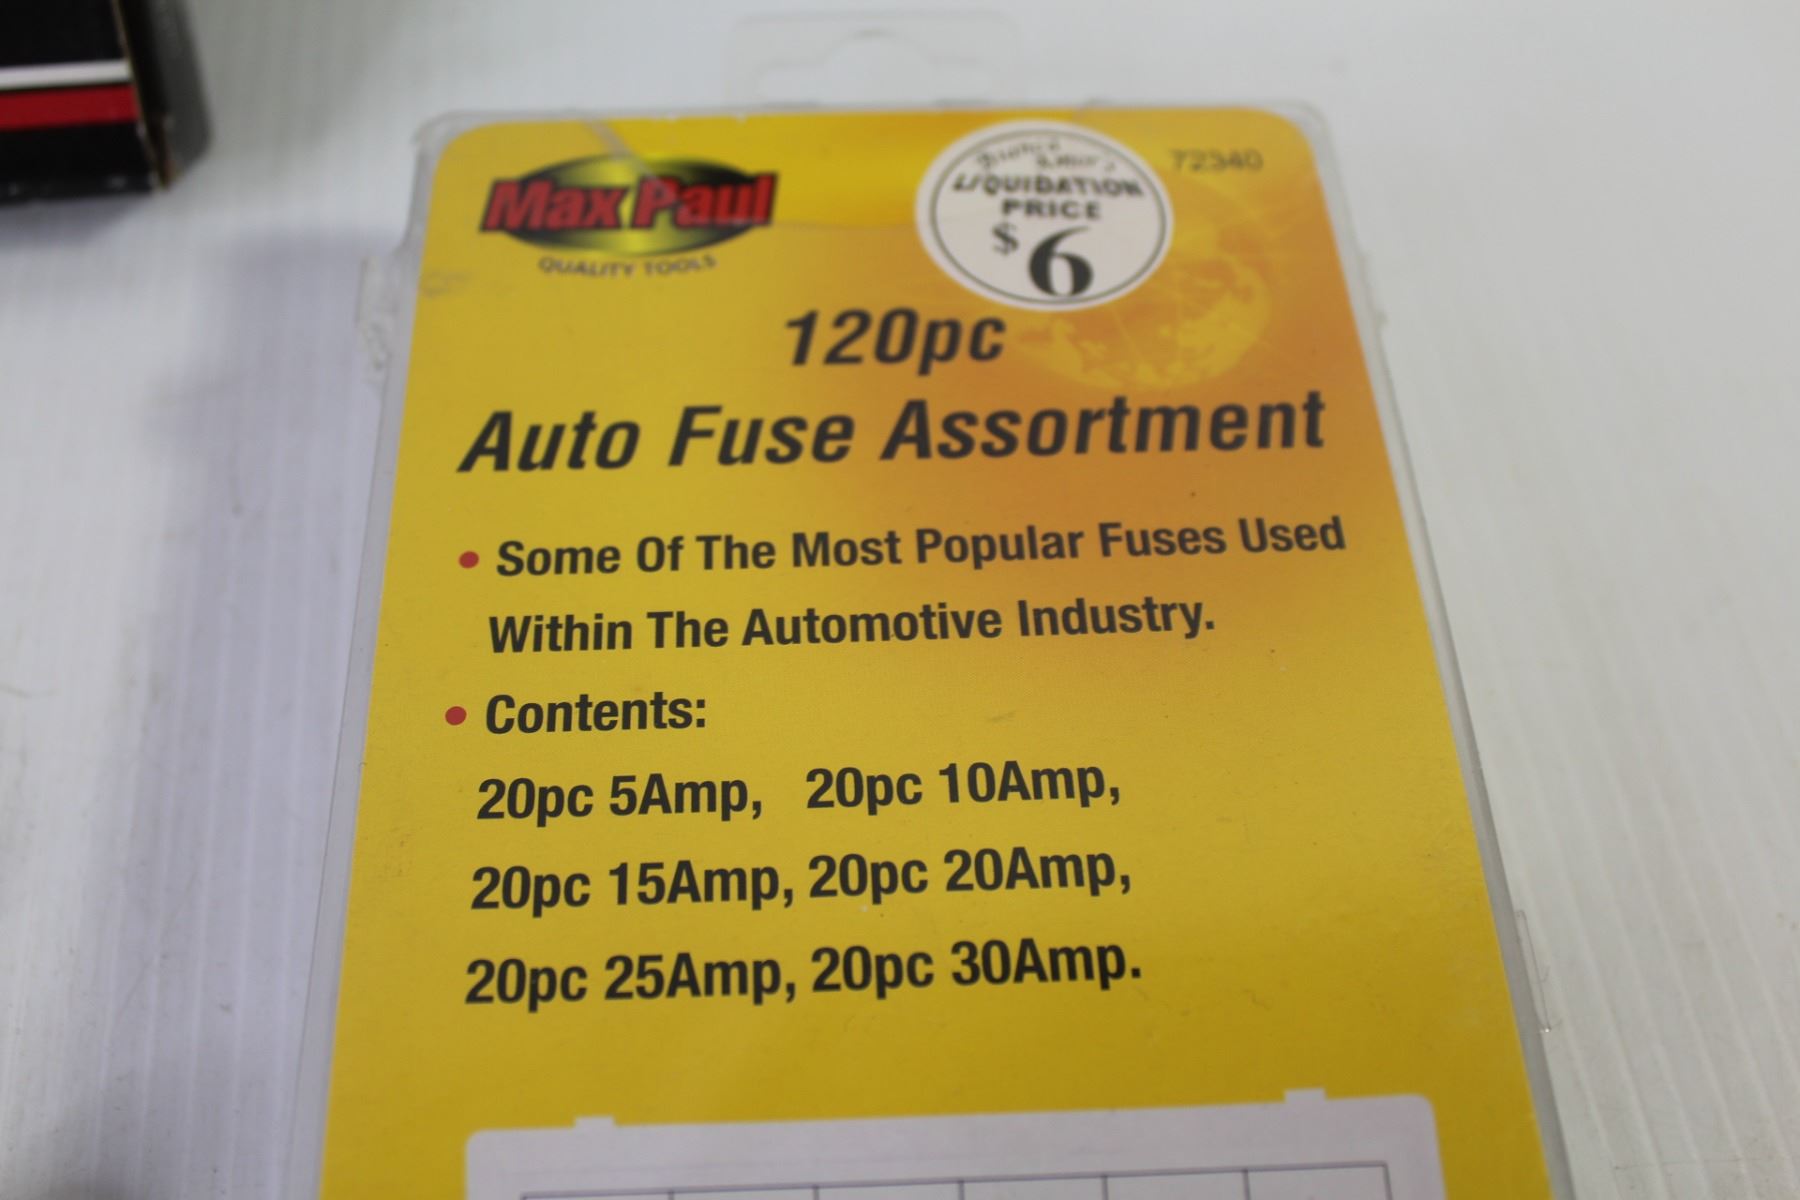 Max Paul
QUALITY TOOLS
LIQUIDATION
PRICE
$6
72340
120pc
Auto Fuse Assortment
• Some Of The Most Popular Fuses Used
Within The Automotive Industry.
• Contents:
20pc 5Amp, 20pc 10Amp,
20pc 15Amp, 20pc 20Amp,
20pc 25Amp, 20pc 30Amp.